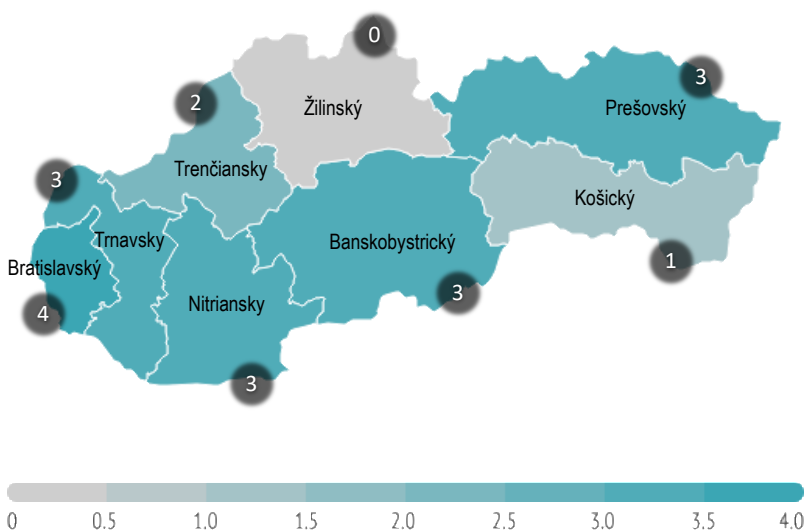 0
3
2
Žilinský
Prešovský
Trenčiansky
3
Košický
Trnavsky
Banskobystrický
Bratislavský
1
3
Nitriansky
4
3
0 0.5 1.0 1.5 2.0 2.5 3.0 3.5 4.0